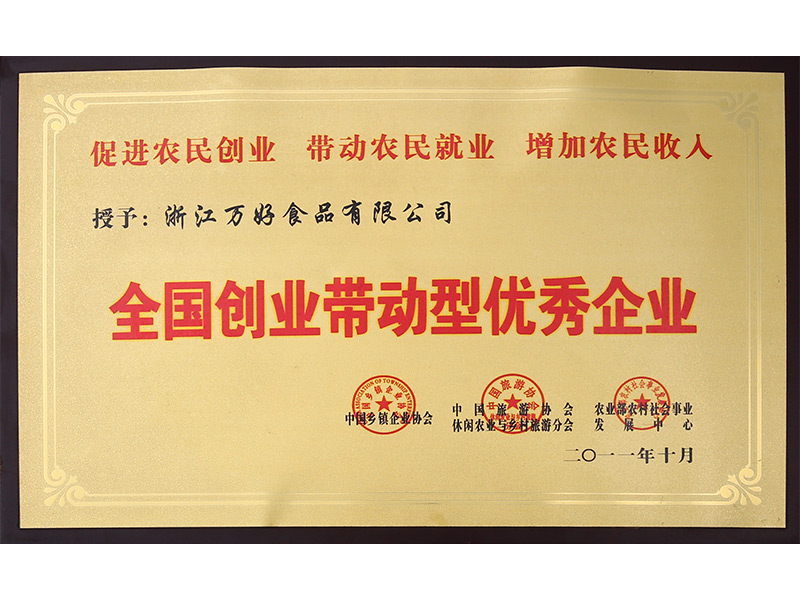 促进农民创业 带动农民就业 增加农民收入
授予：浙江万好食品有限公司
全国创业带动型优秀企业
中国乡镇企业协会
中国旅游协会
休闲农业与乡村旅游分会
农业部农村社会事业
发展中心
二〇一一年十月